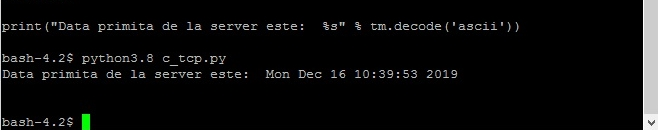 print("Data primita de la server este:  %s" % tm.decode('ascii'))
bash-4.2$ python3.8 c_tcp.py
Data primita de la server este:  Mon Dec 16 10:39:53 2019
bash-4.2$